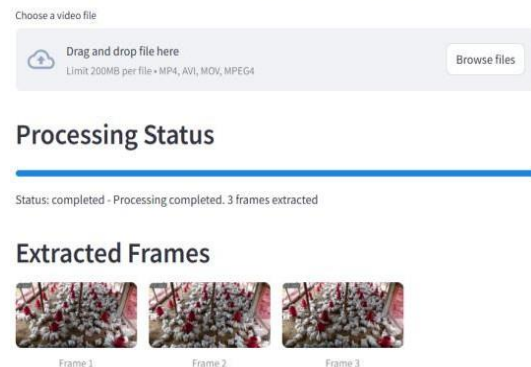 Choose a video file
Drag and drop file here
Limit 200MB per file • MP4, AVI, MOV, MPEG4
Browse files
Processing Status
Status: completed - Processing completed. 3 frames extracted
Extracted Frames
Frame 1
Frame 2
Frame 3